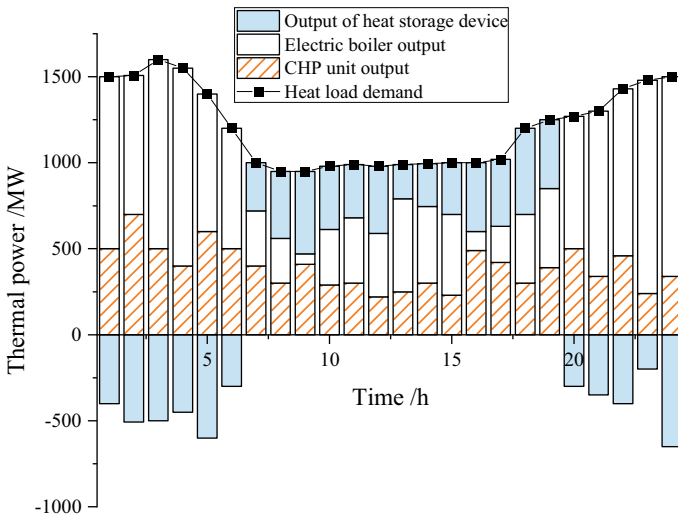 Output of heat storage device
Electric boiler output
CHP unit output
Heat load demand
1500
1000
500
0
-500
-1000
Thermal power /MW
5
10
15
20
Time /h